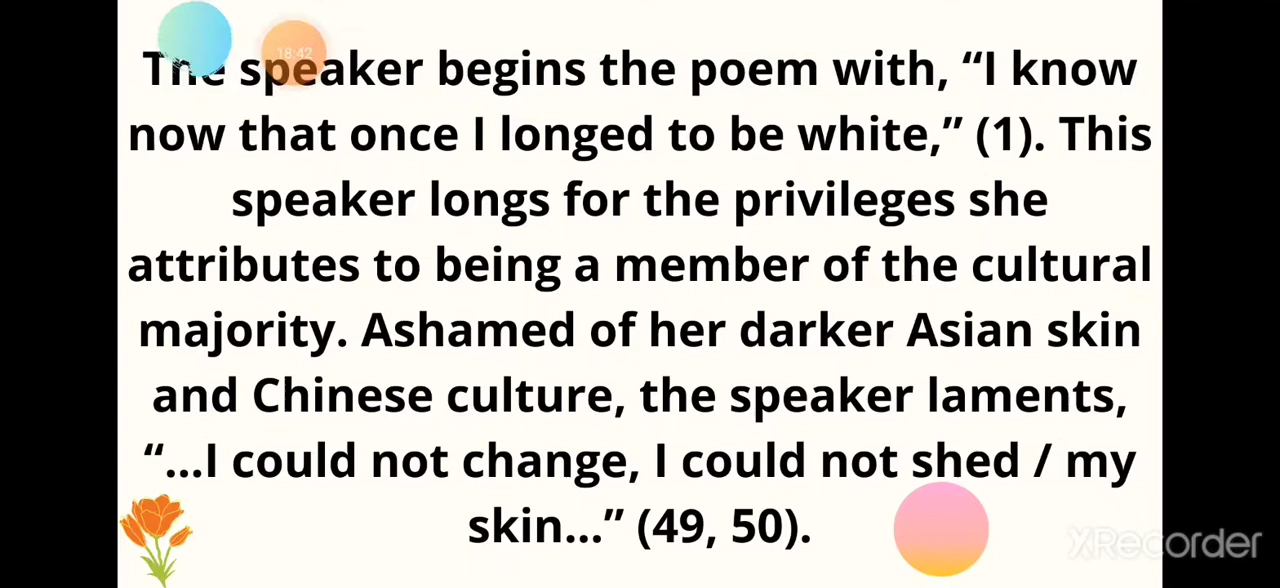 18:42
The speaker begins the poem with, “I know
now that once I longed to be white,” (1). This
speaker longs for the privileges she
attributes to being a member of the cultural
majority. Ashamed of her darker Asian skin
and Chinese culture, the speaker laments,
“...I could not change, I could not shed / my
skin...” (49, 50).
XRecorder